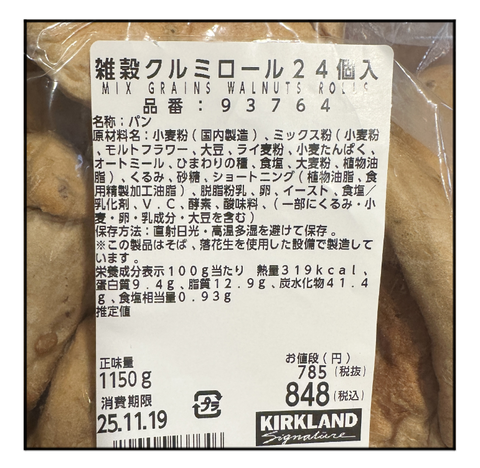 雑穀クルミロール２４個入
MIX GRAINS WALNUTS ROLLS
品番：９３７６４
名称：パン
原材料名：小麦粉（国内製造）、ミックス粉（小麦粉
、モルトフラワー、大豆、ライ麦粉、小麦たんぱく、
オートミール、ひまわりの種、食塩、大麦粉、植物油
脂）、くるみ、砂糖、ショートニング（植物油脂、食
用精製加工油脂）、脱脂粉乳、卵、イースト、食塩／
乳化剤、Ｖ．Ｃ、酵素、酸味料、（一部にくるみ・小
麦・卵・乳成分・大豆を含む）
保存方法：直射日光・高温多湿を避けて保存。
※この製品はそば、落花生を使用した設備で製造して
います。
栄養成分表示１００ｇ当たり　熱量３１９ｋｃａｌ、
蛋白質９．４ｇ、脂質１２．９ｇ、炭水化物４１．４
ｇ、食塩相当量０．９３ｇ
推定値
正味量
1150ｇ
お値段（円）
785（税抜）
消費期限
848（税込）
25.11.19
プラ
KIRKLAND
Signature